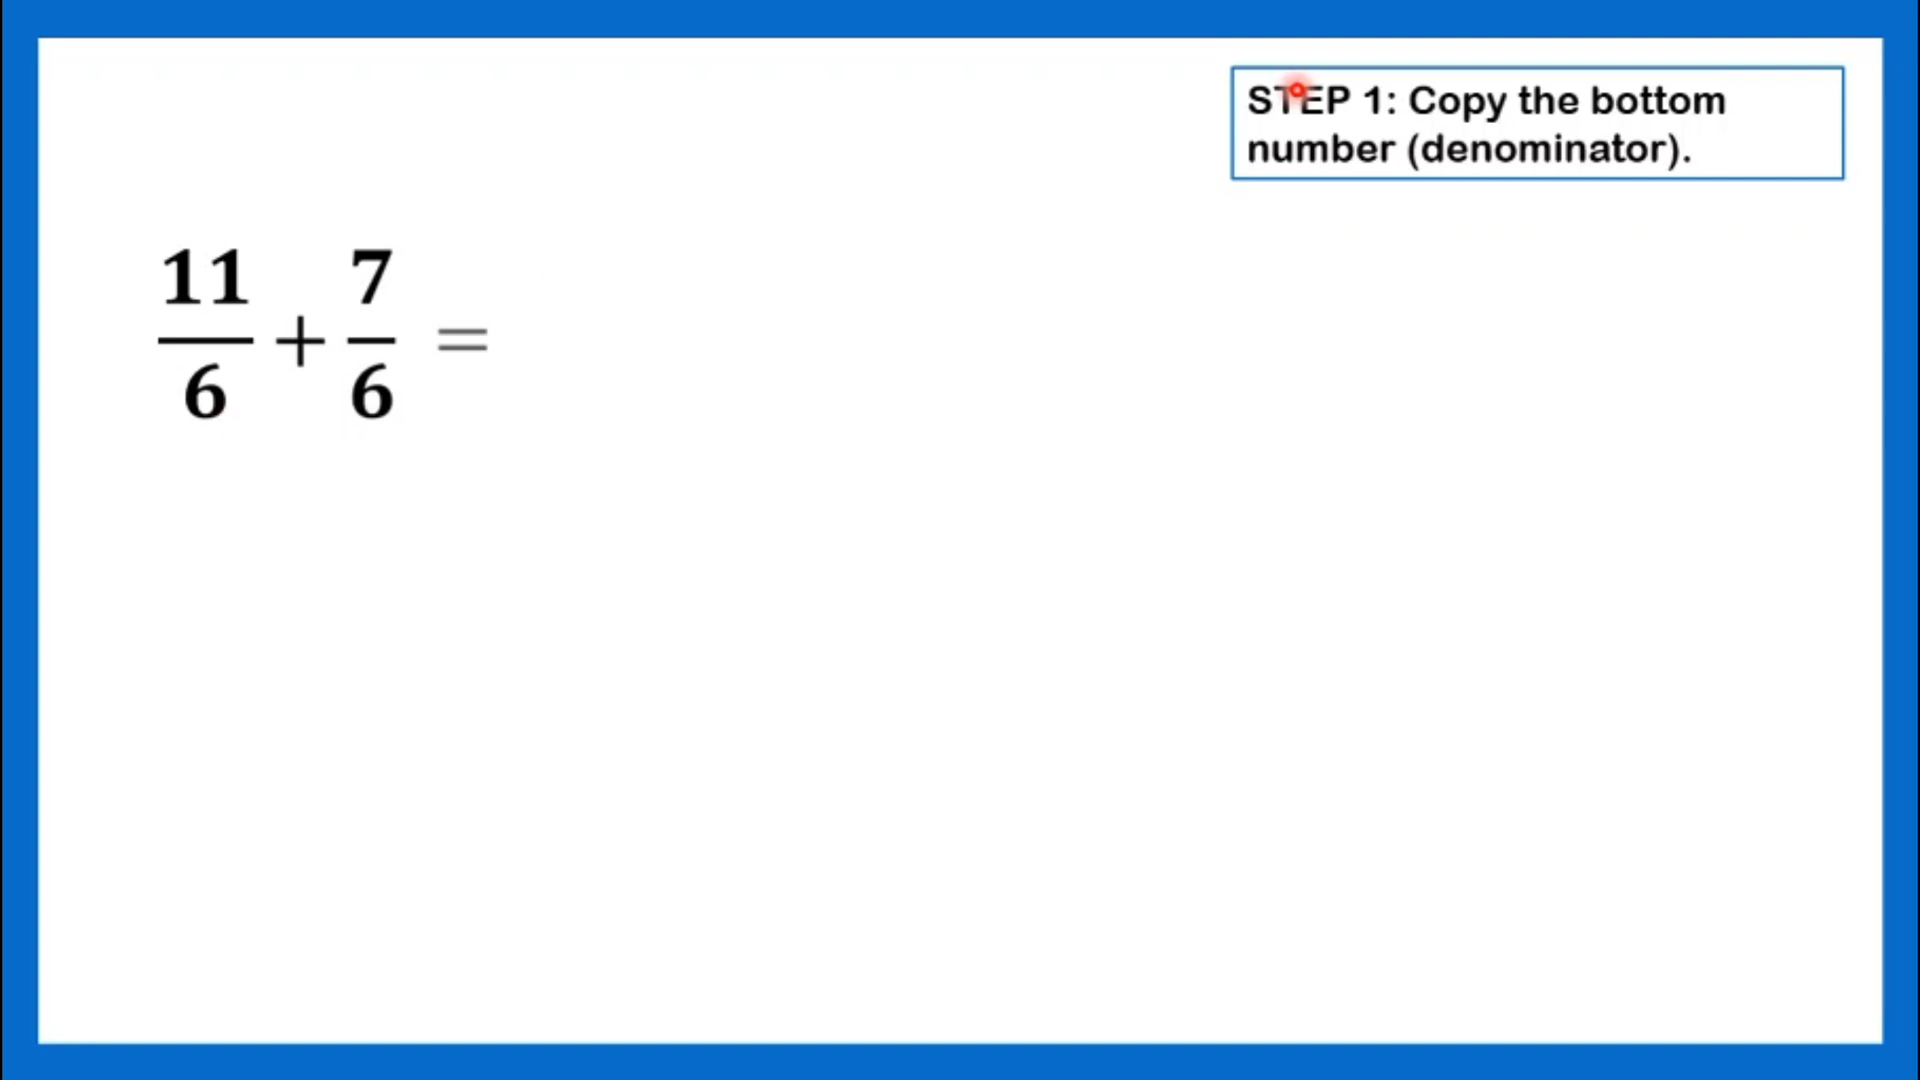 STEP 1: Copy the bottom
number (denominator).
11/6 + 7/6 =